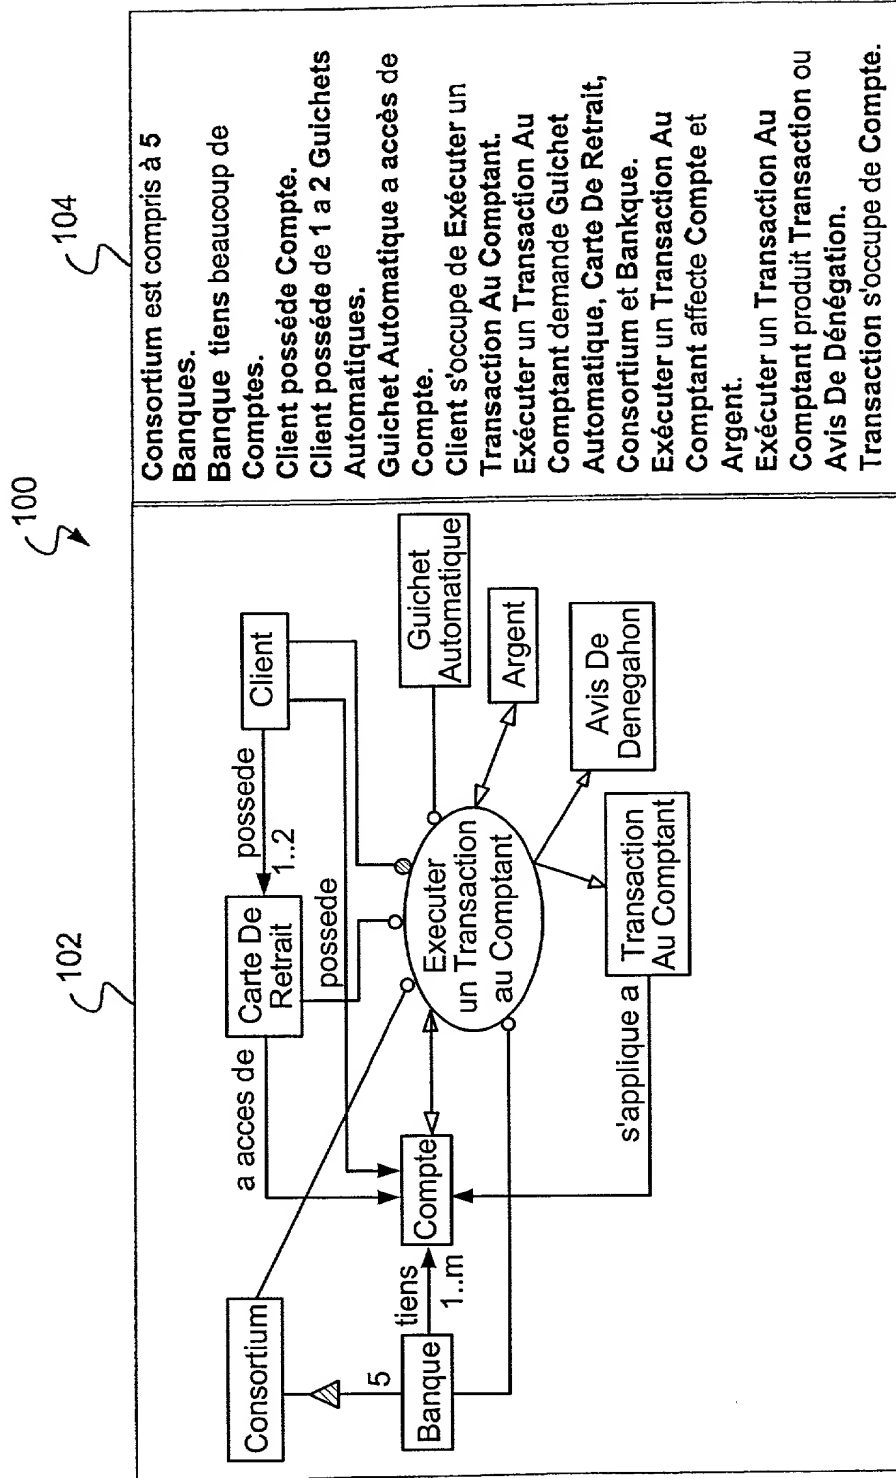 100
102
104
Consortium
5
Banque
tiens
1..m
Compte
a acces de
Carte De
Retrait
possede
1..2
Client
possede
Executer
un Transaction
au Comptant
Guichet
Automatique
Argent
Avis De
Denegahon
Transaction
Au Comptant
s'applique a
Consortium est compris à 5
Banques.
Banque tiens beaucoup de
Comptes.
Client posséde Compte.
Client posséde de 1 a 2 Guichets
Automatiques.
Guichet Automatique a accès de
Compte.
Client s'occupe de Exécuter un
Transaction Au Comptant.
Exécuter un Transaction Au
Comptant demande Guichet
Automatique, Carte De Retrait,
Consortium et Bankque.
Exécuter un Transaction Au
Comptant affecte Compte et
Argent.
Exécuter un Transaction Au
Comptant produit Transaction ou
Avis De Dénégation.
Transaction s'occupe de Compte.